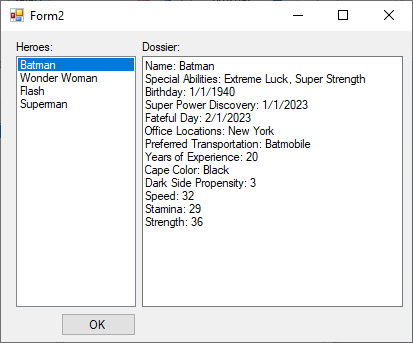 Form2
Heroes:
Batman
Wonder Woman
Flash
Superman
Dossier:
Name: Batman
Special Abilities: Extreme Luck, Super Strength
Birthday: 1/1/1940
Super Power Discovery: 1/1/2023
Fateful Day: 2/1/2023
Office Locations: New York
Preferred Transportation: Batmobile
Years of Experience: 20
Cape Color: Black
Dark Side Propensity: 3
Speed: 32
Stamina: 29
Strength: 36
OK